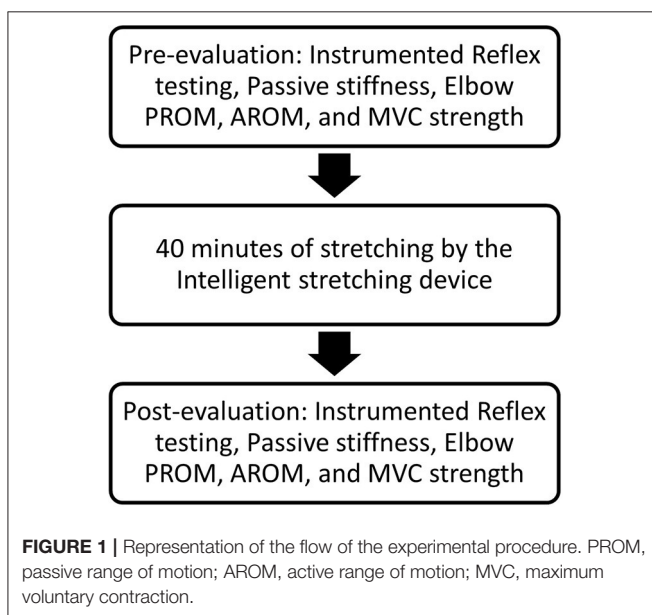 Pre-evaluation: Instrumented Reflex
testing, Passive stiffness, Elbow
PROM, AROM, and MVC strength
40 minutes of stretching by the
Intelligent stretching device
Post-evaluation: Instrumented Reflex
testing, Passive stiffness, Elbow
PROM, AROM, and MVC strength
FIGURE 1 | Representation of the flow of the experimental procedure. PROM,
passive range of motion; AROM, active range of motion; MVC, maximum
voluntary contraction.